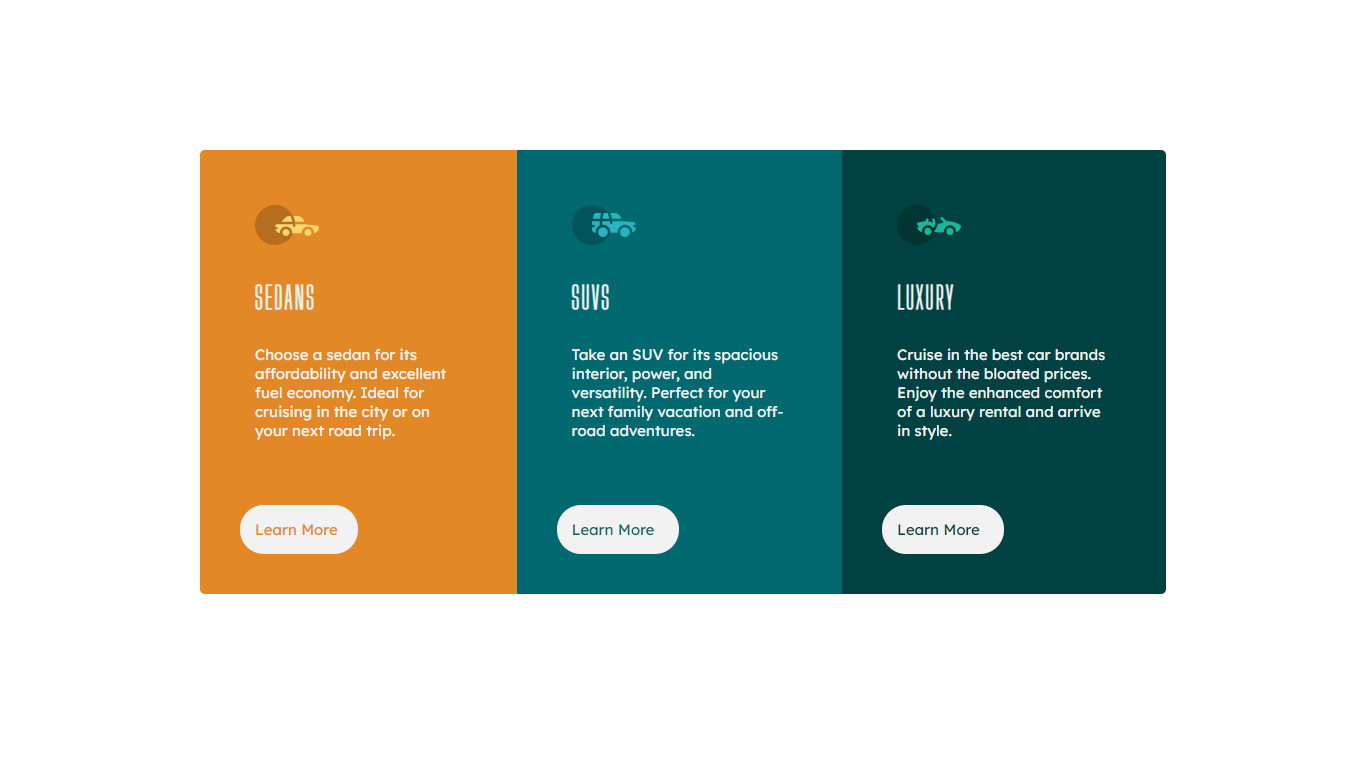 SEDANS
Choose a sedan for its
affordability and excellent
fuel economy. Ideal for
cruising in the city or on
your next road trip.
Learn More
SUVS
Take an SUV for its spacious
interior, power, and
versatility. Perfect for your
next family vacation and off-
road adventures.
Learn More
LUXURY
Cruise in the best car brands
without the bloated prices.
Enjoy the enhanced comfort
of a luxury rental and arrive
in style.
Learn More